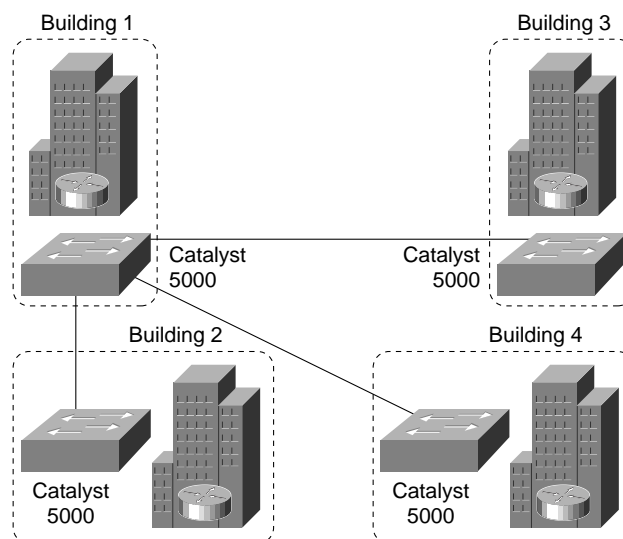 Building 1
Building 3
Catalyst
5000
Catalyst
5000
Building 2
Building 4
Catalyst
5000
Catalyst
5000